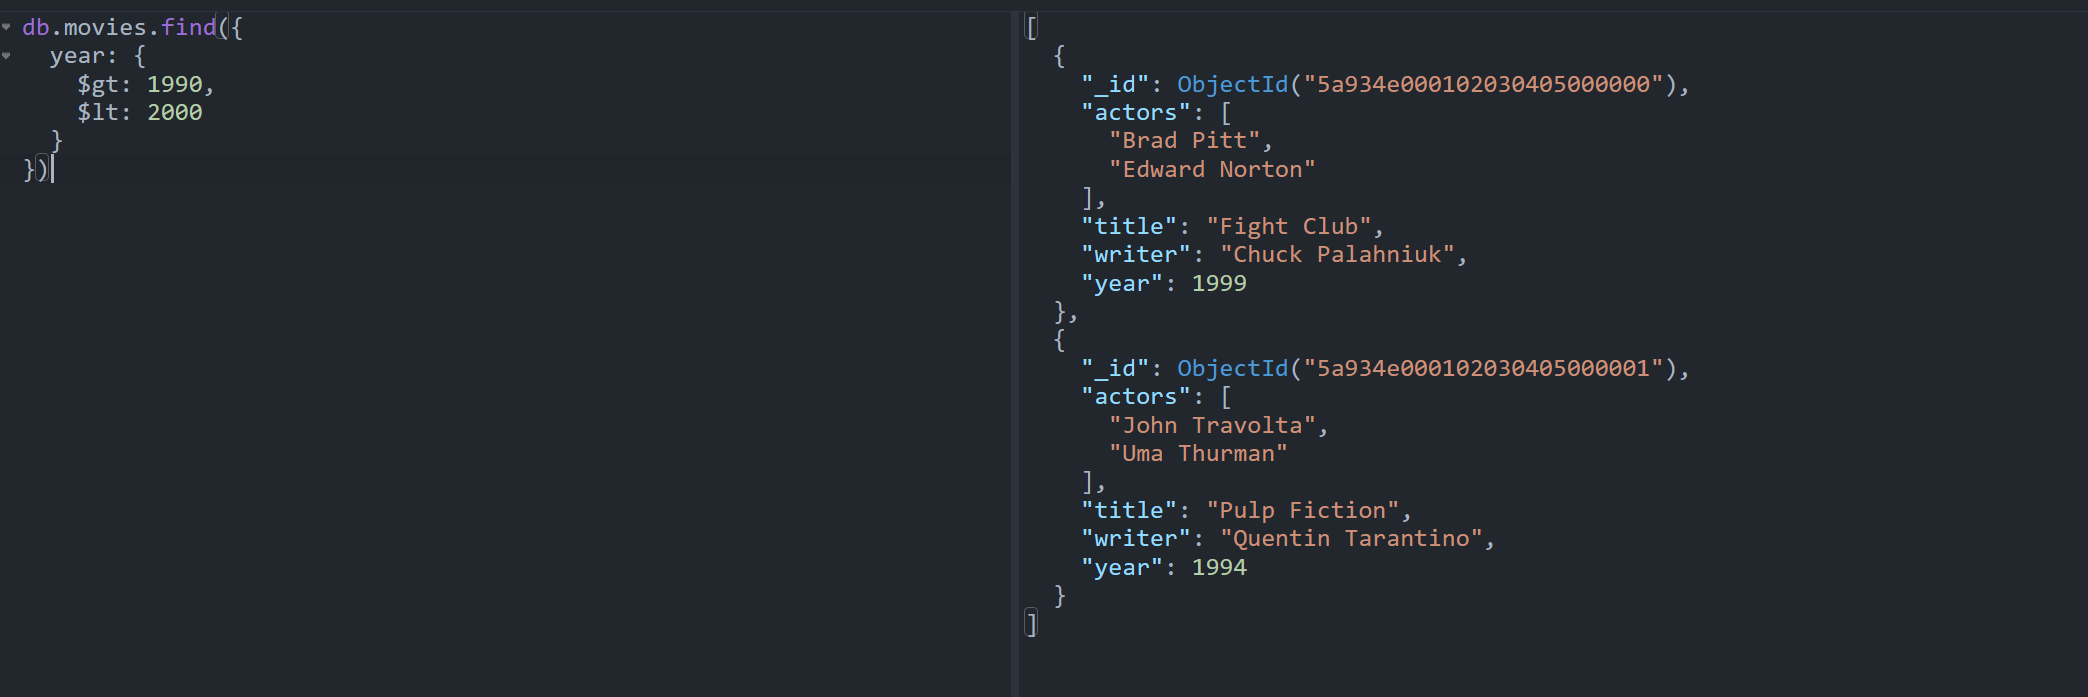 db.movies.find({
  year: {
    $gt: 1990,
    $lt: 2000
  }
})
[
  {
    "_id": ObjectId("5a934e000102030405000000"),
    "actors": [
      "Brad Pitt",
      "Edward Norton"
    ],
    "title": "Fight Club",
    "writer": "Chuck Palahniuk",
    "year": 1999
  },
  {
    "_id": ObjectId("5a934e000102030405000001"),
    "actors": [
      "John Travolta",
      "Uma Thurman"
    ],
    "title": "Pulp Fiction",
    "writer": "Quentin Tarantino",
    "year": 1994
  }
]